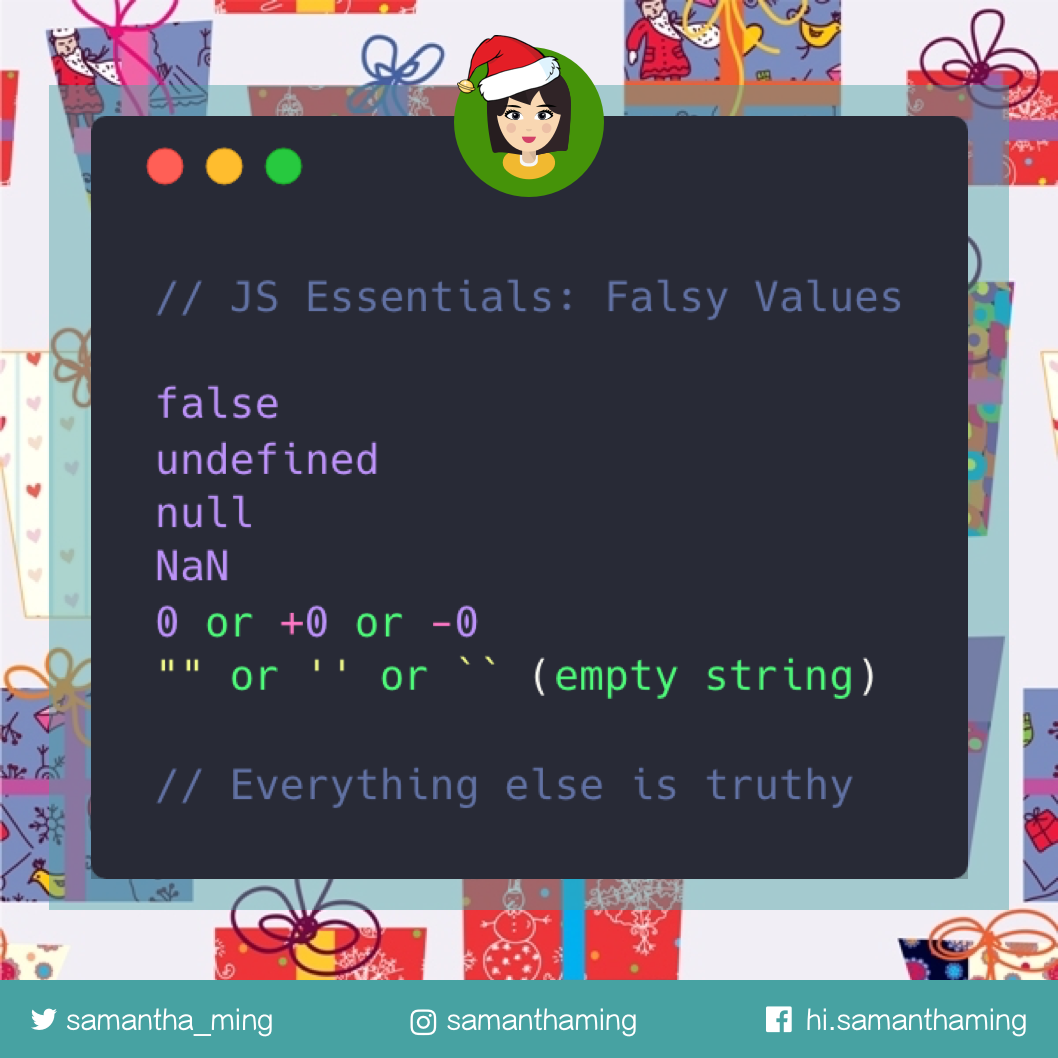 // JS Essentials: Falsy Values
false
undefined
null
NaN
0 or +0 or -0
"" or '' or `` (empty string)
// Everything else is truthy
samantha_ming
samanthaming
hi.samanthaming